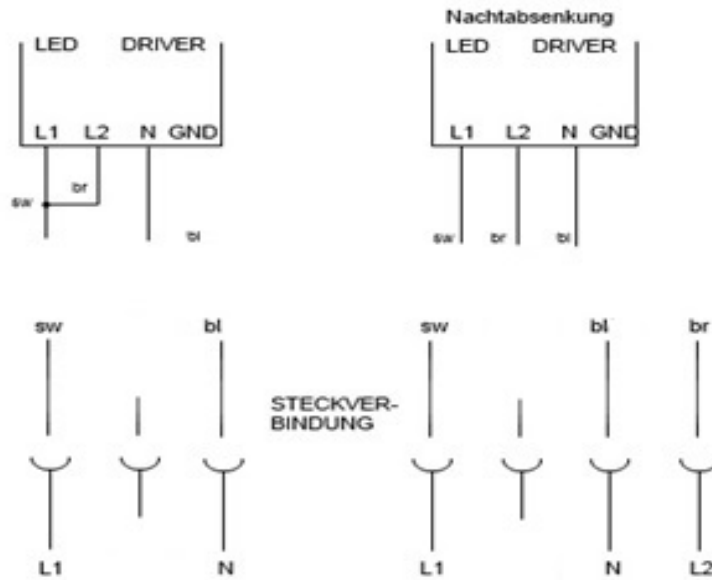 Nachtabsenkung
LED DRIVER
L1 L2 N GND
br
sw
bl
LED DRIVER
L1 L2 N GND
sw br bl
sw bl
STECKVER-
BINDUNG
L1 N
sw bl br
L1 N L2